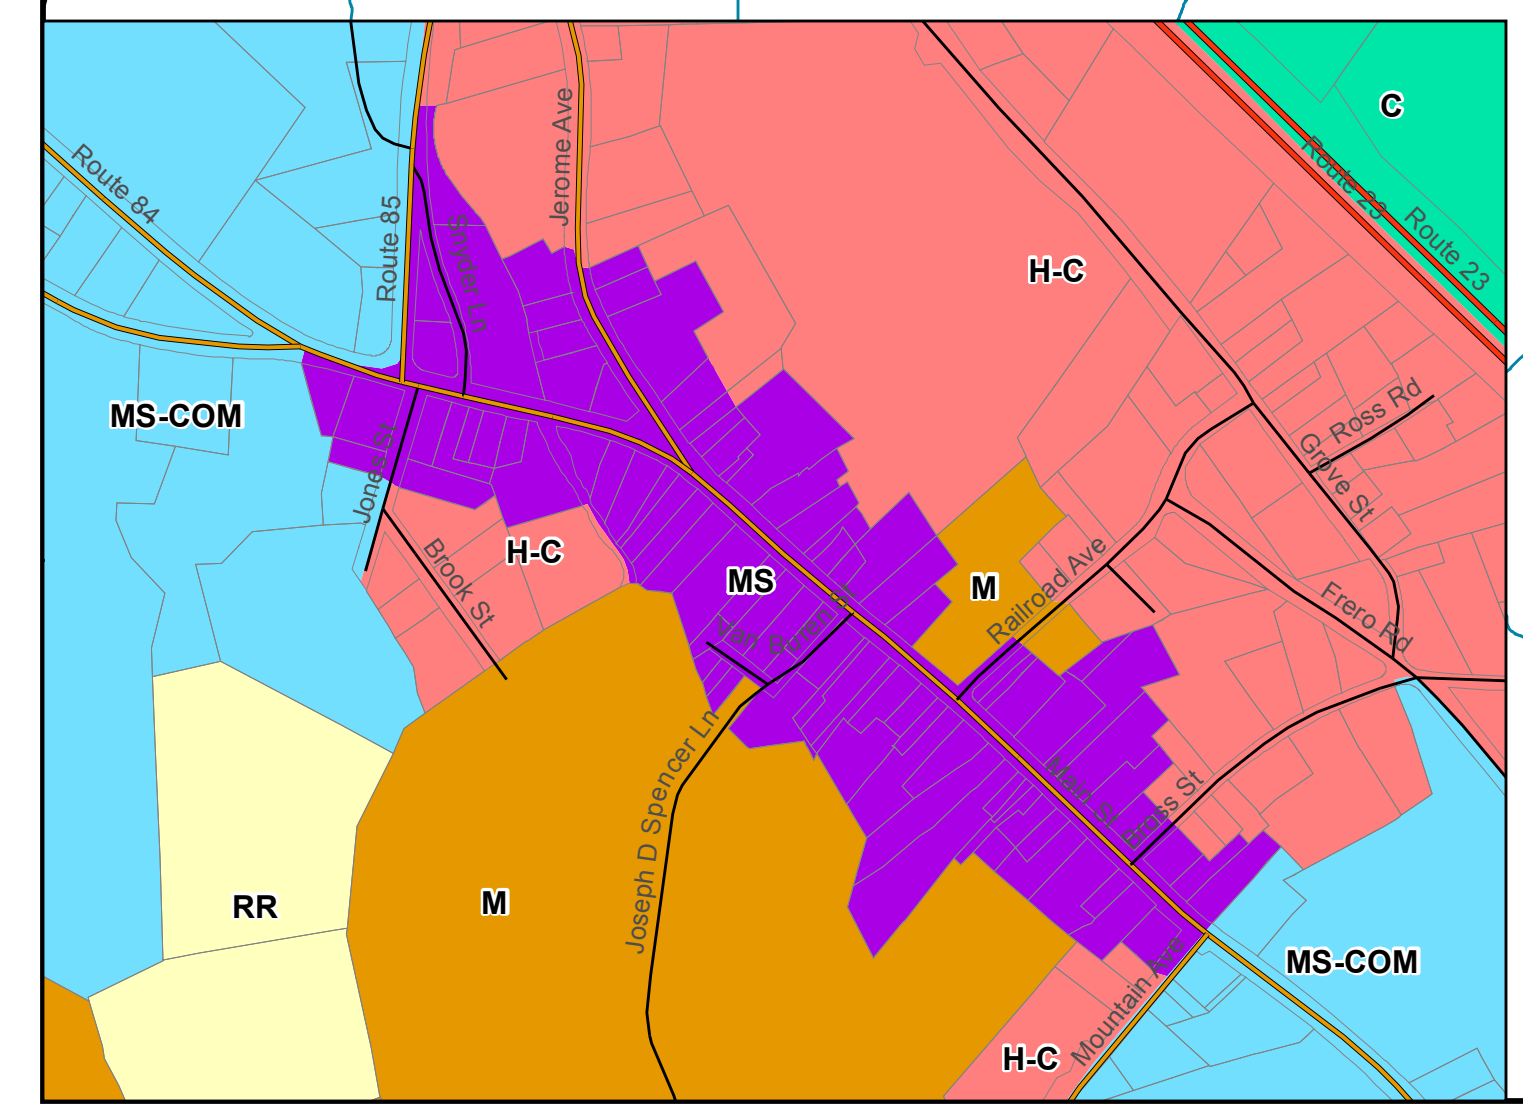 C
Route 23
Route 84
Jerome Ave
Route 85
Snyder Ln
Route 23
H-C
MS-COM
Ross Rd
Grove St
Jones St
H-C
Brook St
MS
M
Railroad Ave
Van Buren St
Frero Rd
Joseph D Spencer Ln
Main St
Bross St
RR
M
MS-COM
Mountain Ave
H-C